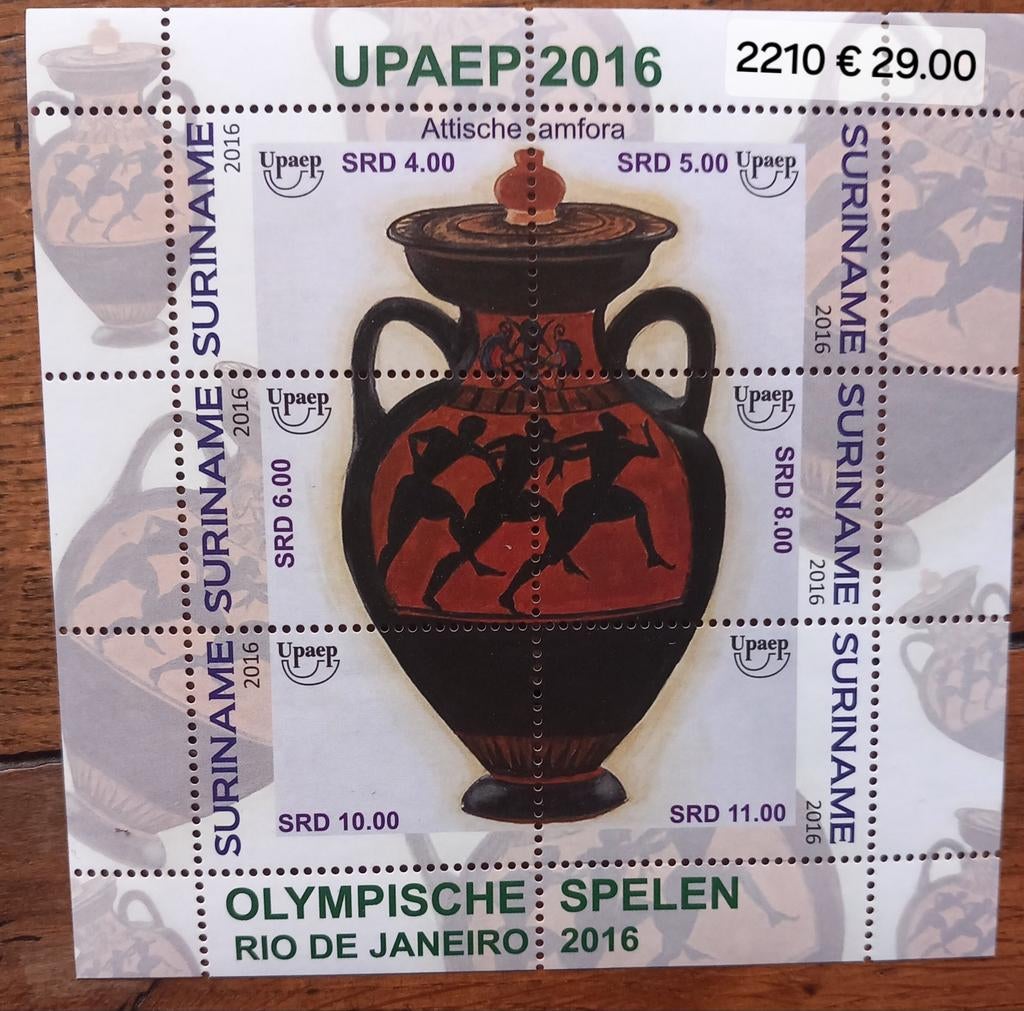 UPAEP 2016
2210 € 29.00
Attische amfora
SURINAME
2016
Upaep
SRD 4.00
SRD 5.00
Upaep
SURINAME
2016
SURINAME
2016
Upaep
SRD 6.00
Upaep
SRD 8.00
SURINAME
2016
SURINAME
2016
Upaep
SRD 10.00
Upaep
SRD 11.00
SURINAME
2016
OLYMPISCHE SPELEN
RIO DE JANEIRO 2016